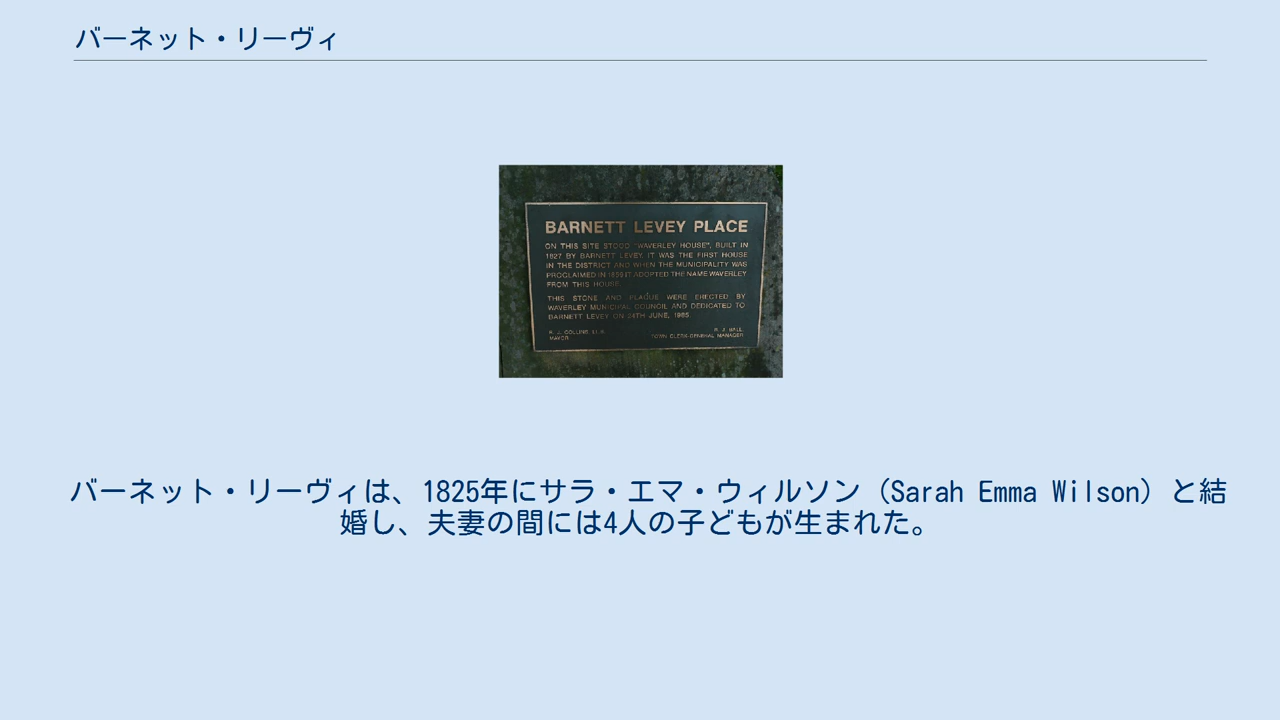 バーネット・リーヴィ
BARNETT LEVEY PLACE
ON THIS SITE STOOD "WAVERLEY HOUSE", BUILT IN
1827 BY BARNETT LEVEY. IT WAS THE FIRST HOUSE
IN THE DISTRICT AND WHEN THE MUNICIPALITY WAS
PROCLAIMED IN 1859 IT ADOPTED THE NAME WAVERLEY
FROM THIS HOUSE.
THIS STONE AND PLAQUE WERE ERECTED BY
WAVERLEY MUNICIPAL COUNCIL AND DEDICATED TO
BARNETT LEVEY ON 24TH JUNE, 1985.
MAYOR
TOWN CLERK-GENERAL MANAGER
バーネット・リーヴィは、1825年にサラ・エマ・ウィルソン（Sarah Emma Wilson）と結
婚し、夫妻の間には4人の子どもが生まれた。